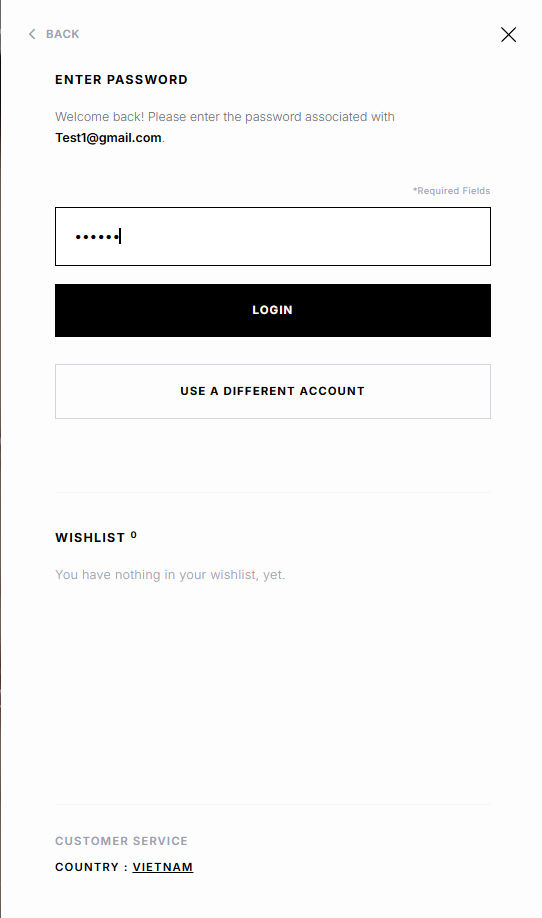 BACK
ENTER PASSWORD
Welcome back! Please enter the password associated with
Test1@gmail.com.
*Required Fields
••••••
LOGIN
USE A DIFFERENT ACCOUNT
WISHLIST 0
You have nothing in your wishlist, yet.
CUSTOMER SERVICE
COUNTRY : VIETNAM